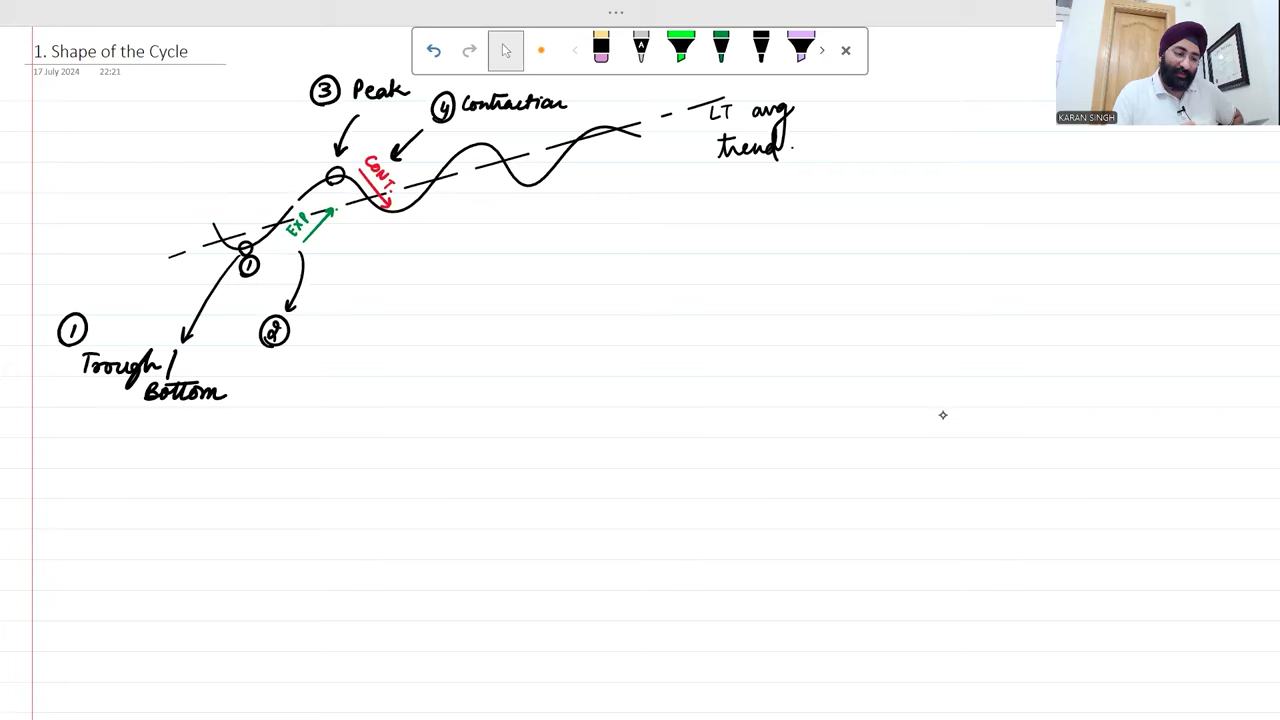 1. Shape of the Cycle
17 July 2024 22:21
A
KARAN SINGH
③ Peak
④ Contraction
LT avg
trend.
CONT.
EXP
①
①
②
Trough/
Bottom